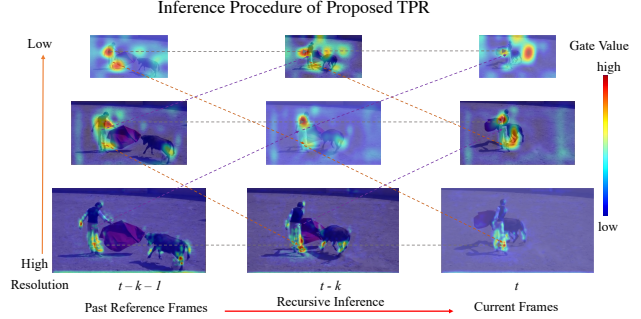 Inference Procedure of Proposed TPR
Low
Gate Value
high
low
High
Resolution
t – k – 1
t - k
t
Past Reference Frames
Recursive Inference
Current Frames